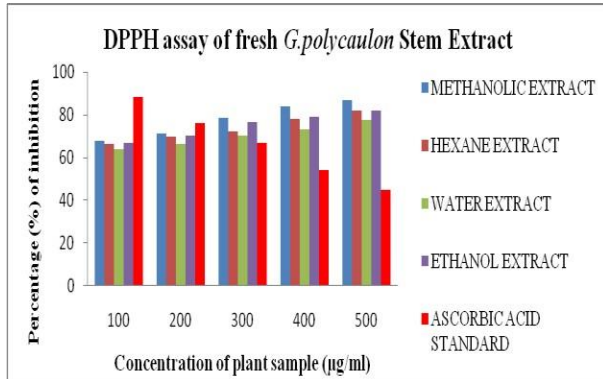 DPPH assay of fresh G.polycaulon Stem Extract
Percentage (%) of inhibition
100
80
60
40
20
0
100 200 300 400 500
Concentration of plant sample (µg/ml)
METHANOLIC EXTRACT
HEXANE EXTRACT
WATER EXTRACT
ETHANOL EXTRACT
ASCORBIC ACID
STANDARD